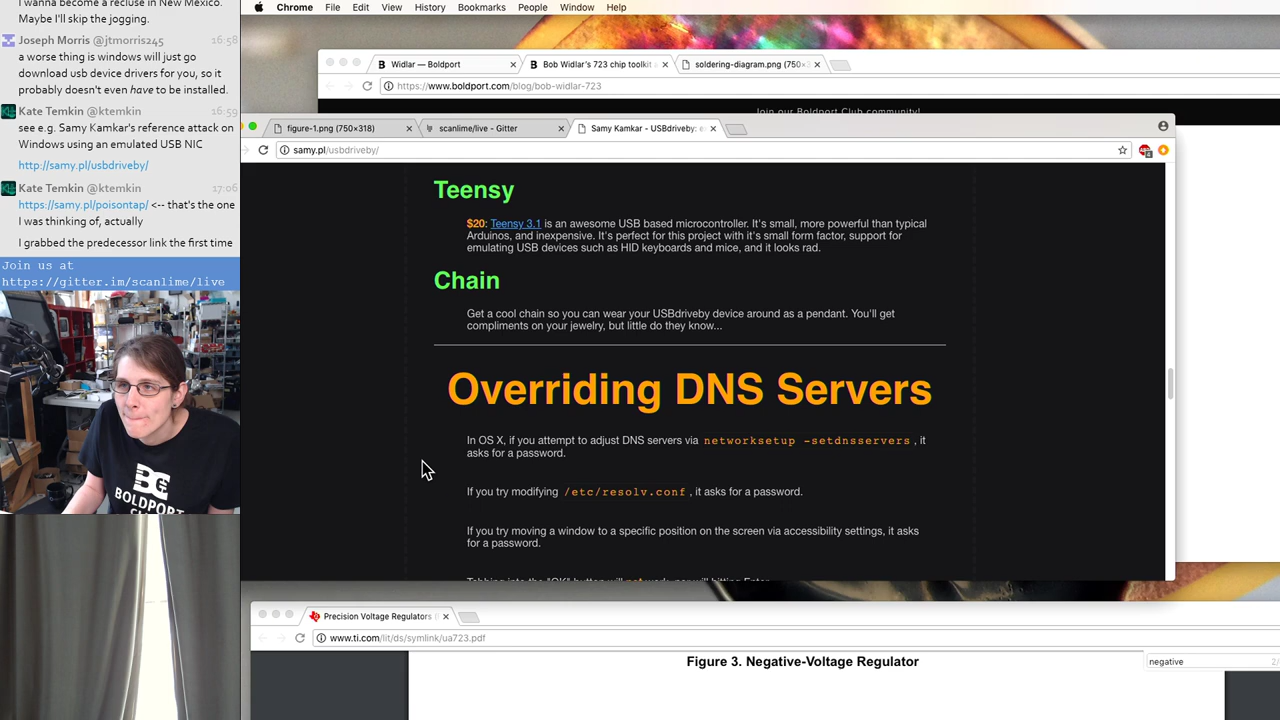 I wanna become a recluse in New Mexico.
Maybe I'll skip the jogging.
Joseph Morris @jtmorris245 16:58
a worse thing is windows will just go
download usb device drivers for you, so it
probably doesn't even have to be installed.
Kate Temkin @ktemkin 16:59
see e.g. Samy Kamkar's reference attack on
Windows using an emulated USB NIC
http://samy.pl/usbdriveby/
Kate Temkin @ktemkin 17:06
https://samy.pl/poisontap/ <-- that's the one
I was thinking of, actually
I grabbed the predecessor link the first time
Join us at
https://gitter.im/scanlime/live
BOLDPORT
Chrome File Edit View History Bookmarks People Window Help
Widlar — Boldport
Bob Widlar's 723 chip toolkit
soldering-diagram.png (750×
https://www.boldport.com/blog/bob-widlar-723
Join our Boldport Club community!
figure-1.png (750×318)
scanlime/live - Gitter
Samy Kamkar - USBdriveby:
samy.pl/usbdriveby/
Teensy
$20: Teensy 3.1 is an awesome USB based microcontroller. It's small, more powerful than typical
Arduinos, and inexpensive. It's perfect for this project with it's small form factor, support for
emulating USB devices such as HID keyboards and mice, and it looks rad.
Chain
Get a cool chain so you can wear your USBdriveby device around as a pendant. You'll get
compliments on your jewelry, but little do they know...
Overriding DNS Servers
In OS X, if you attempt to adjust DNS servers via networksetup -setdnsservers, it
asks for a password.
If you try modifying /etc/resolv.conf, it asks for a password.
If you try moving a window to a specific position on the screen via accessibility settings, it asks
for a password.
Precision Voltage Regulators
www.ti.com/lit/ds/symlink/ua723.pdf
Figure 3. Negative-Voltage Regulator
negative